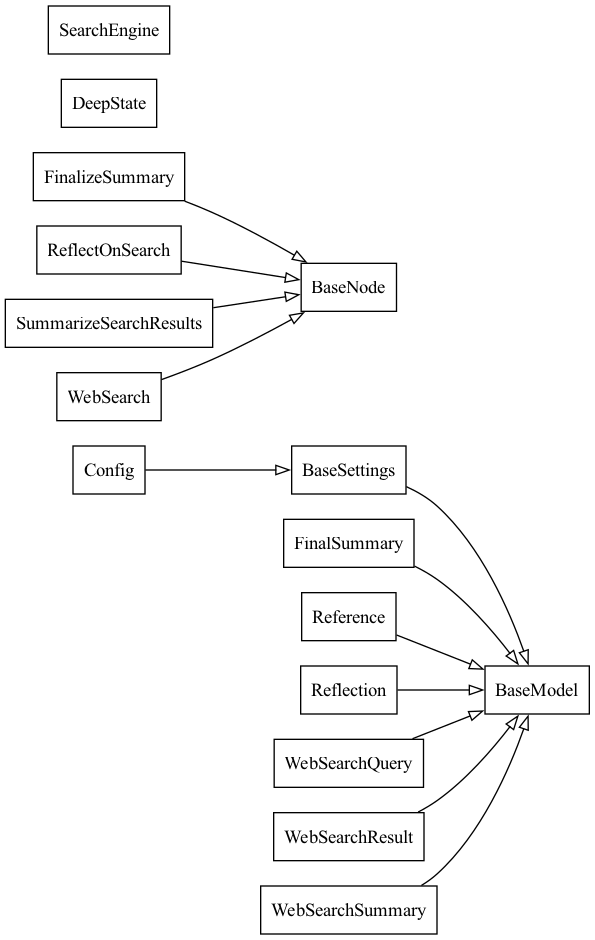 SearchEngine
DeepState
FinalizeSummary
ReflectOnSearch
BaseNode
SummarizeSearchResults
WebSearch
Config
BaseSettings
FinalSummary
Reference
Reflection
BaseModel
WebSearchQuery
WebSearchResult
WebSearchSummary